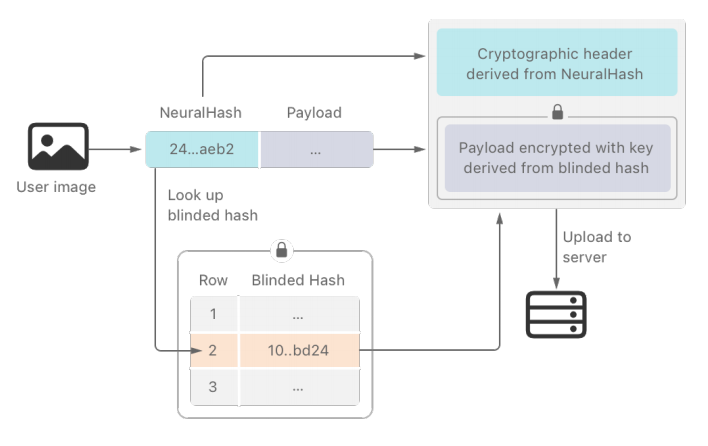 Cryptographic header
derived from NeuralHash
NeuralHash
Payload
24...aeb2
...
Payload encrypted with key
derived from blinded hash
User image
Look up
blinded hash
Upload to
server
Row
Blinded Hash
1
...
2
10..bd24
3
...